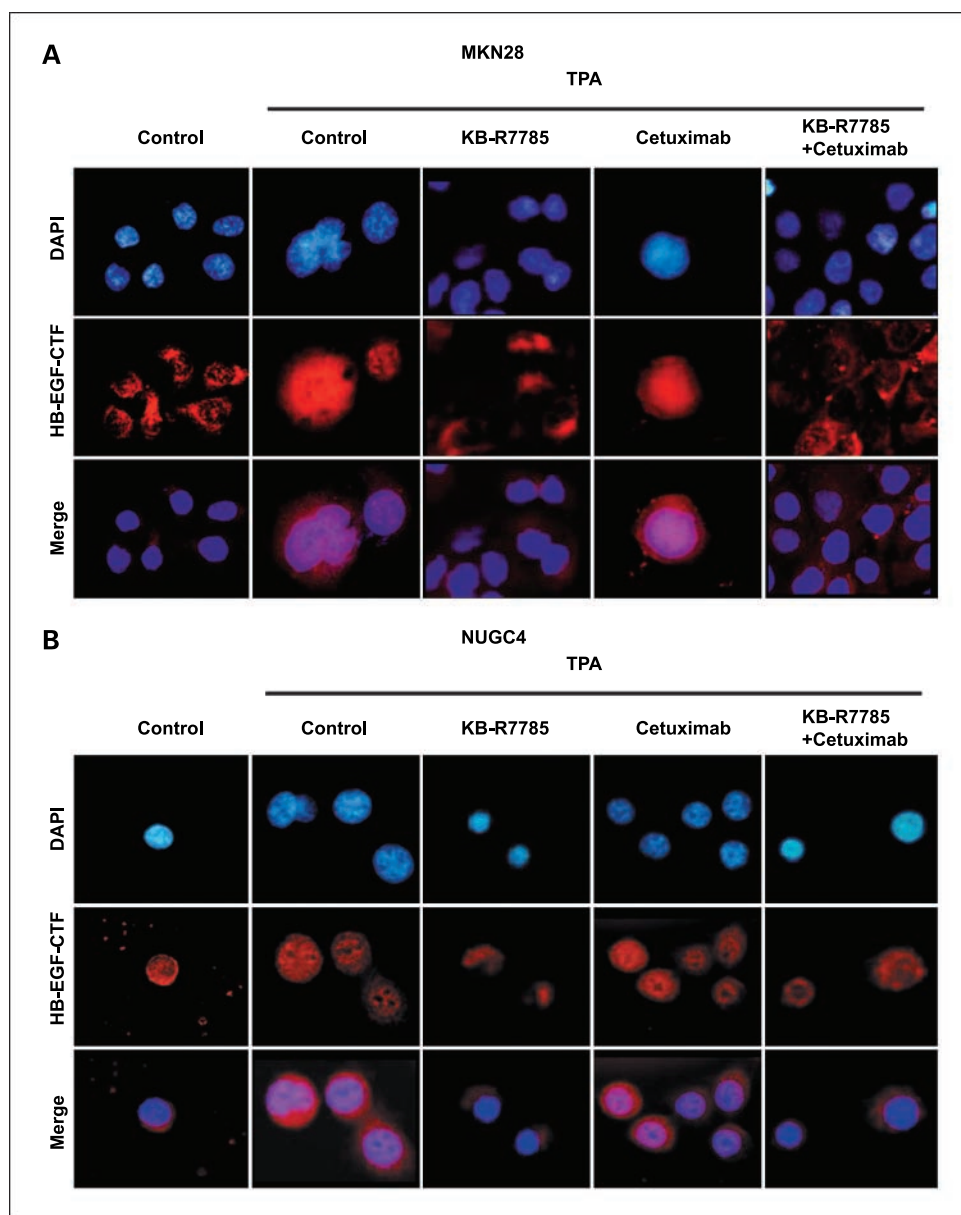 A
MKN28
TPA
Control
Control
KB-R7785
Cetuximab
KB-R7785
+Cetuximab
DAPI
HB-EGF-CTF
Merge
B
NUGC4
TPA
Control
Control
KB-R7785
Cetuximab
KB-R7785
+Cetuximab
DAPI
HB-EGF-CTF
Merge